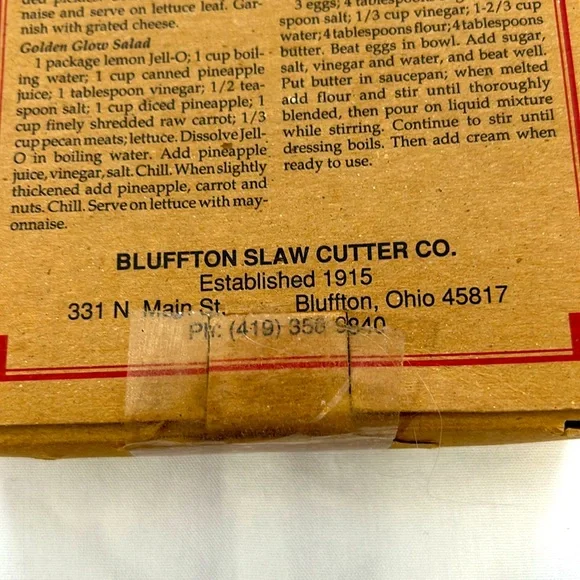 naise and serve on lettuce leaf. Gar-
nish with grated cheese.
Golden Glow Salad
1 package lemon Jell-O; 1 cup boil-
ing water; 1 cup canned pineapple
juice; 1 tablespoon vinegar; 1/2 tea-
spoon salt; 1 cup diced pineapple; 1
cup finely shredded raw carrot; 1/3
cup pecan meats; lettuce. Dissolve Jell-
O in boiling water. Add pineapple
juice, vinegar, salt. Chill. When slightly
thickened add pineapple, carrot and
nuts. Chill. Serve on lettuce with may-
onnaise.
3 eggs; 4 tablespoons
spoon salt; 1/3 cup vinegar; 1-2/3 cup
water; 4 tablespoons flour; 4 tablespoons
butter. Beat eggs in bowl. Add sugar,
salt, vinegar and water, and beat well.
Put butter in saucepan; when melted
add flour and stir until thoroughly
blended, then pour on liquid mixture
while stirring. Continue to stir until
dressing boils. Then add cream when
ready to use.
BLUFFTON SLAW CUTTER CO.
Established 1915
331 N. Main St. Bluffton, Ohio 45817
PH: (419) 358 9840